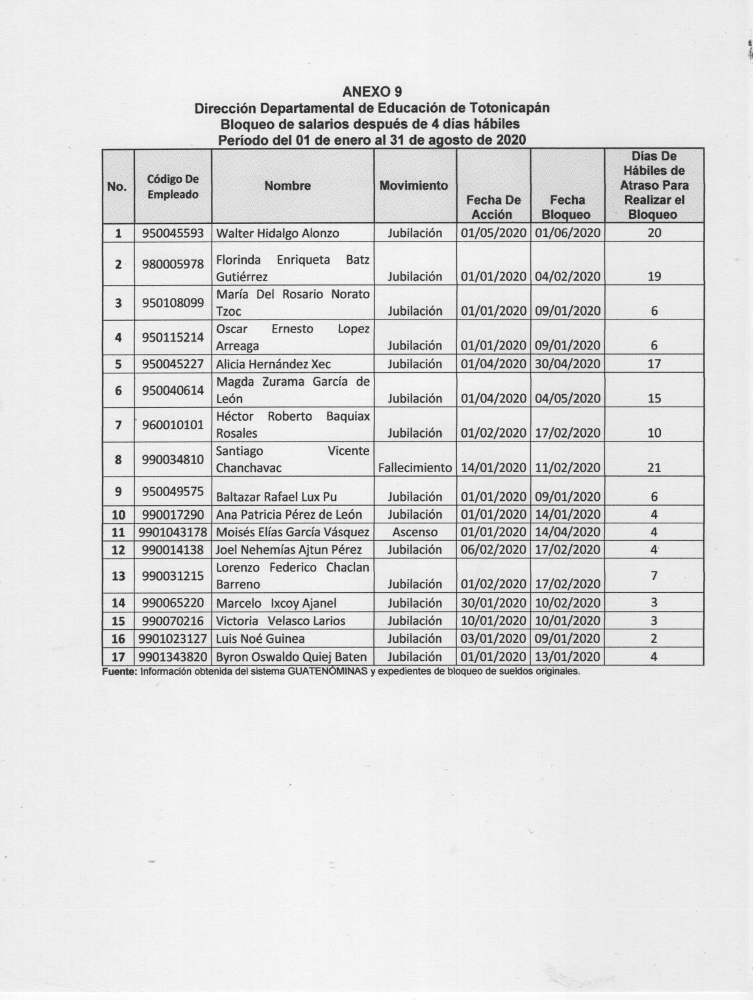 ANEXO 9
Dirección Departamental de Educación de Totonicapán
Bloqueo de salarios después de 4 días hábiles
Período del 01 de enero al 31 de agosto de 2020
No. Código De Empleado Nombre Movimiento Fecha De Acción Fecha Bloqueo Días De Hábiles de Atraso Para Realizar el Bloqueo
1 950045593 Walter Hidalgo Alonzo Jubilación 01/05/2020 01/06/2020 20
2 980005978 Florinda Enriqueta Batz Gutiérrez Jubilación 01/01/2020 04/02/2020 19
3 950108099 María Del Rosario Norato Tzoc Jubilación 01/01/2020 09/01/2020 6
4 950115214 Oscar Ernesto Lopez Arreaga Jubilación 01/01/2020 09/01/2020 6
5 950045227 Alicia Hernández Xec Jubilación 01/04/2020 30/04/2020 17
6 950040614 Magda Zurama García de León Jubilación 01/04/2020 04/05/2020 15
7 960010101 Héctor Roberto Baquiax Rosales Jubilación 01/02/2020 17/02/2020 10
8 990034810 Santiago Vicente Chanchavac Fallecimiento 14/01/2020 11/02/2020 21
9 950049575 Baltazar Rafael Lux Pu Jubilación 01/01/2020 09/01/2020 6
10 990017290 Ana Patricia Pérez de León Jubilación 01/01/2020 14/01/2020 4
11 9901043178 Moisés Elías García Vásquez Ascenso 01/01/2020 14/04/2020 4
12 990014138 Joel Nehemías Ajtun Pérez Jubilación 06/02/2020 17/02/2020 4
13 990031215 Lorenzo Federico Chaclan Barreno Jubilación 01/02/2020 17/02/2020 7
14 990065220 Marcelo Ixcoy Ajanel Jubilación 30/01/2020 10/02/2020 3
15 990070216 Victoria Velasco Larios Jubilación 10/01/2020 10/01/2020 3
16 9901023127 Luis Noé Guinea Jubilación 03/01/2020 09/01/2020 2
17 9901343820 Byron Oswaldo Quiej Baten Jubilación 01/01/2020 13/01/2020 4
Fuente: Información obtenida del sistema GUATENÓMINAS y expedientes de bloqueo de sueldos originales.